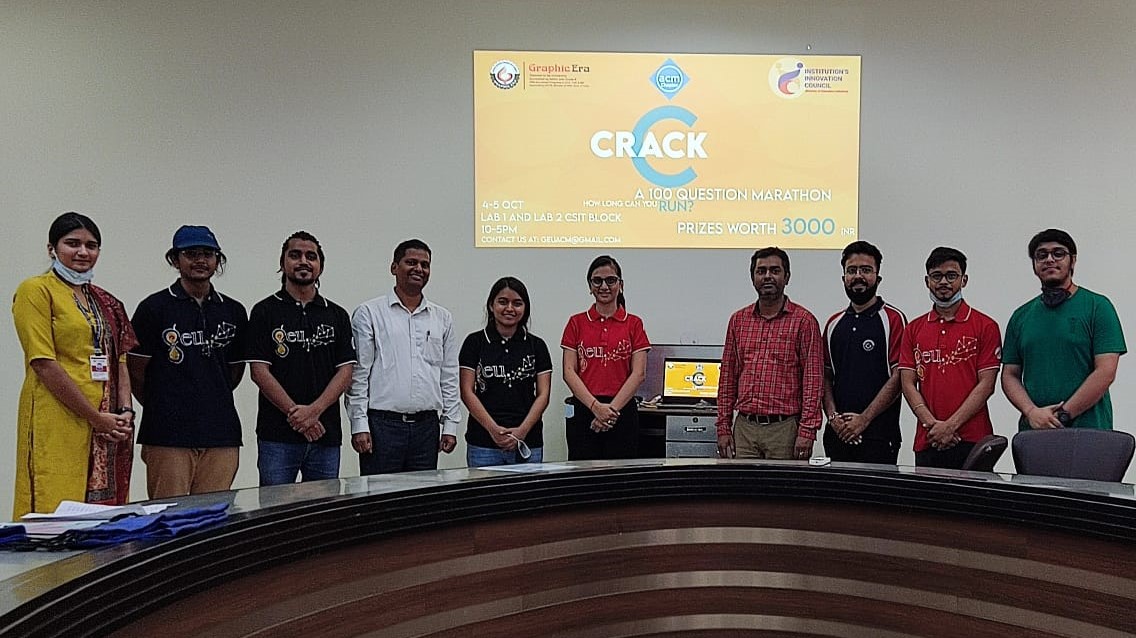 Graphic Era
acm
Chapter
INSTITUTION'S
INNOVATION
COUNCIL
CRACK
C
A 100 QUESTION MARATHON
HOW LONG CAN YOU RUN?
4-5 OCT
LAB 1 AND LAB 2 CSIT BLOCK
10-5PM
CONTACT US AT: GEUACM@GMAIL.COM
PRIZES WORTH 3000 INR
geu
geu
geu
geu
geu
CRACK